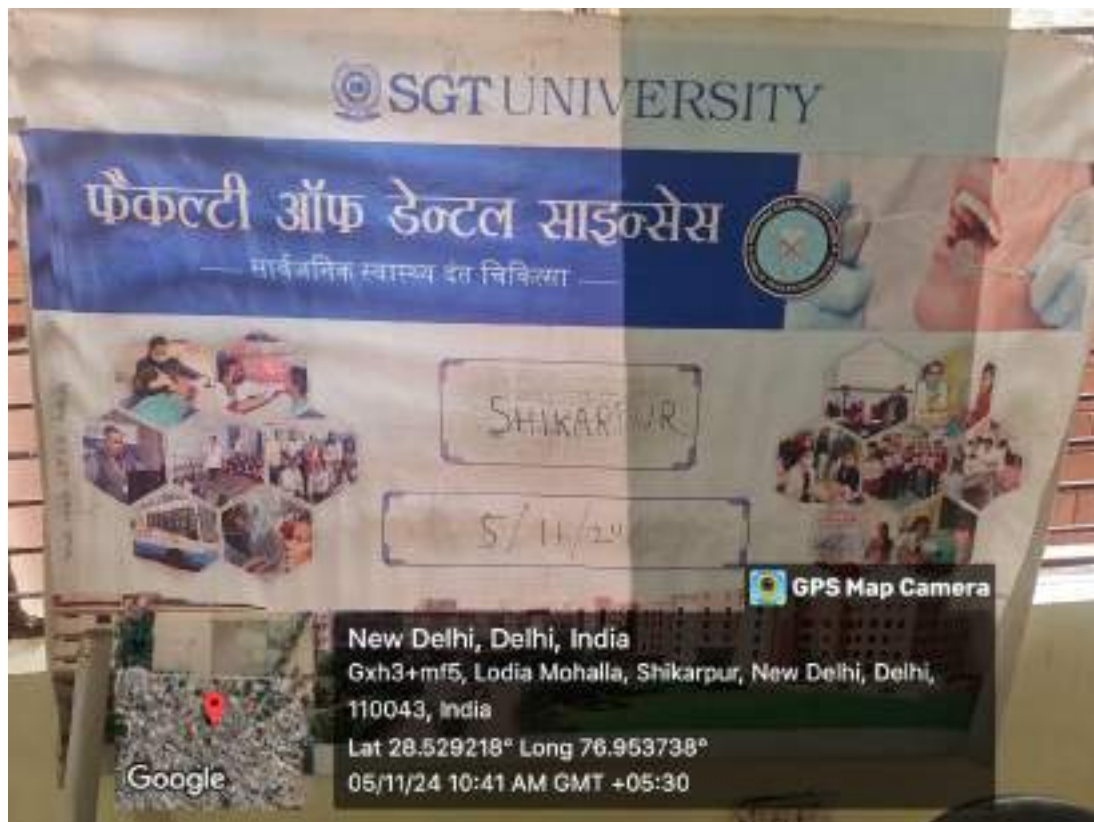 SGT UNIVERSITY
फैकल्टी ऑफ डेन्टल साइन्सेस
सार्वजनिक स्वास्थ्य दंत चिकित्सा
SHIKARPUR
5/11/24
GPS Map Camera
New Delhi, Delhi, India
Gxh3+mf5, Lodia Mohalla, Shikarpur, New Delhi, Delhi,
110043, India
Lat 28.529218° Long 76.953738°
05/11/24 10:41 AM GMT +05:30
Google